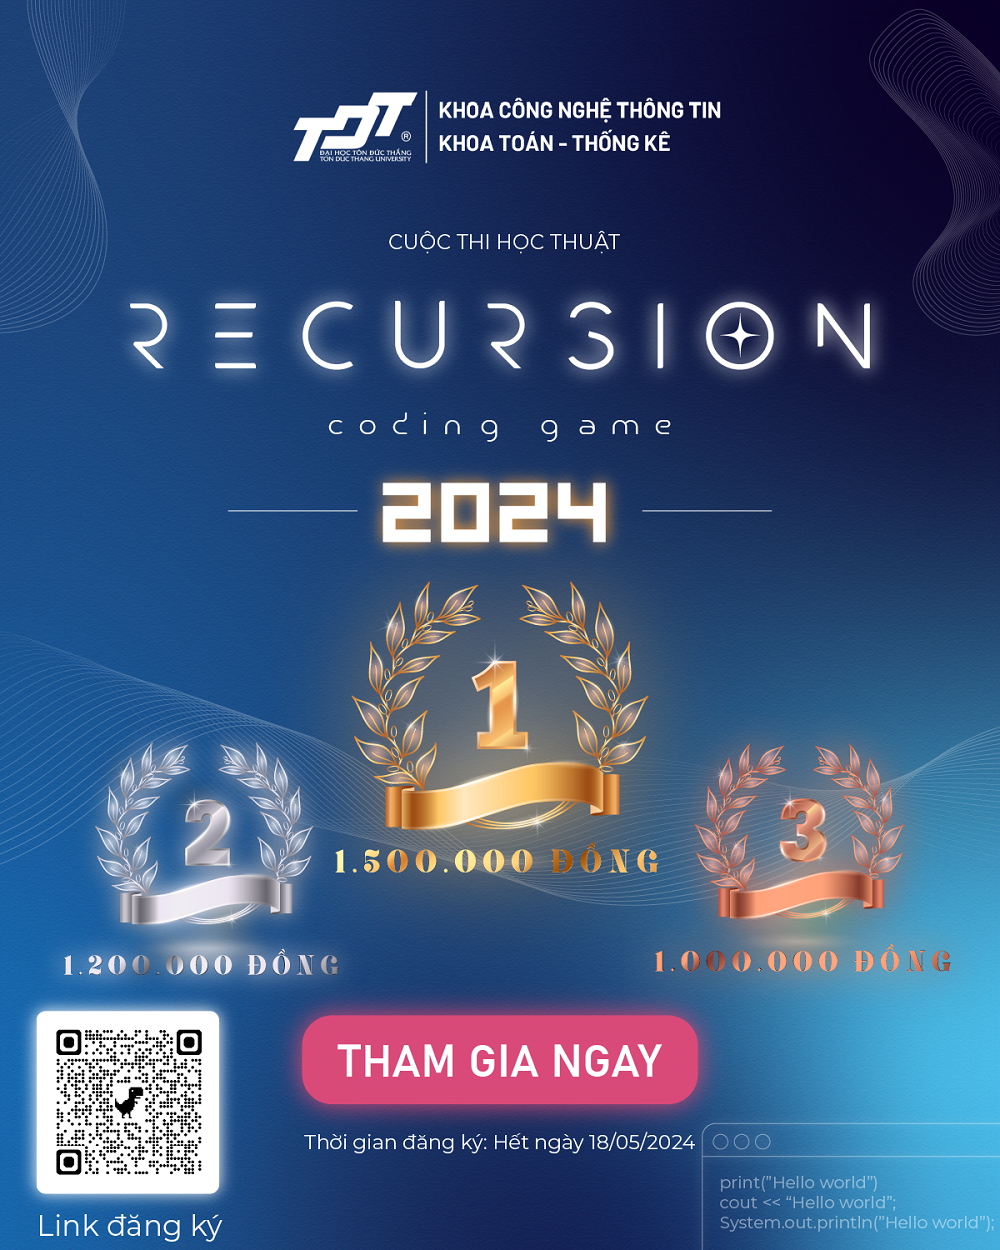 TDT
®
ĐẠI HỌC TÔN ĐỨC THẮNG
TON DUC THANG UNIVERSITY
KHOA CÔNG NGHỆ THÔNG TIN
KHOA TOÁN - THỐNG KÊ
CUỘC THI HỌC THUẬT
RECURSION
coding game
2024
1
1.500.000 ĐỒNG
2
1.200.000 ĐỒNG
3
1.000.000 ĐỒNG
THAM GIA NGAY
Thời gian đăng ký: Hết ngày 18/05/2024
Link đăng ký
print("Hello world")
cout << “Hello world”;
System.out.println("Hello world");